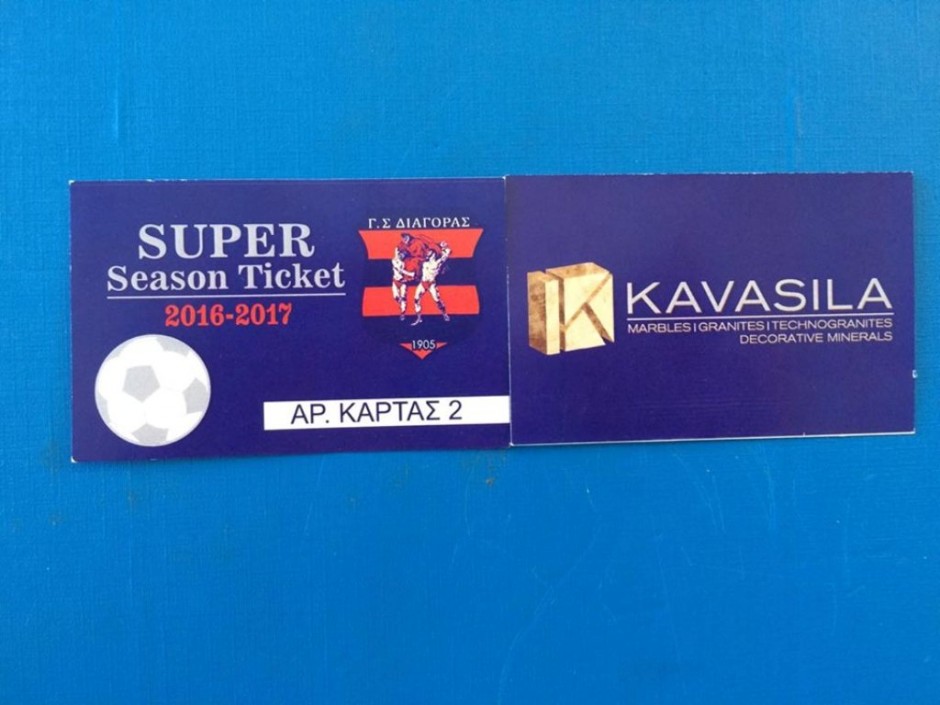 SUPER
Season Ticket
2016-2017
Γ.Σ ΔΙΑΓΟΡΑΣ
1905
ΑΡ. ΚΑΡΤΑΣ 2
K KAVASILA
MARBLES | GRANITES | TECHNOGRANITES
DECORATIVE MINERALS